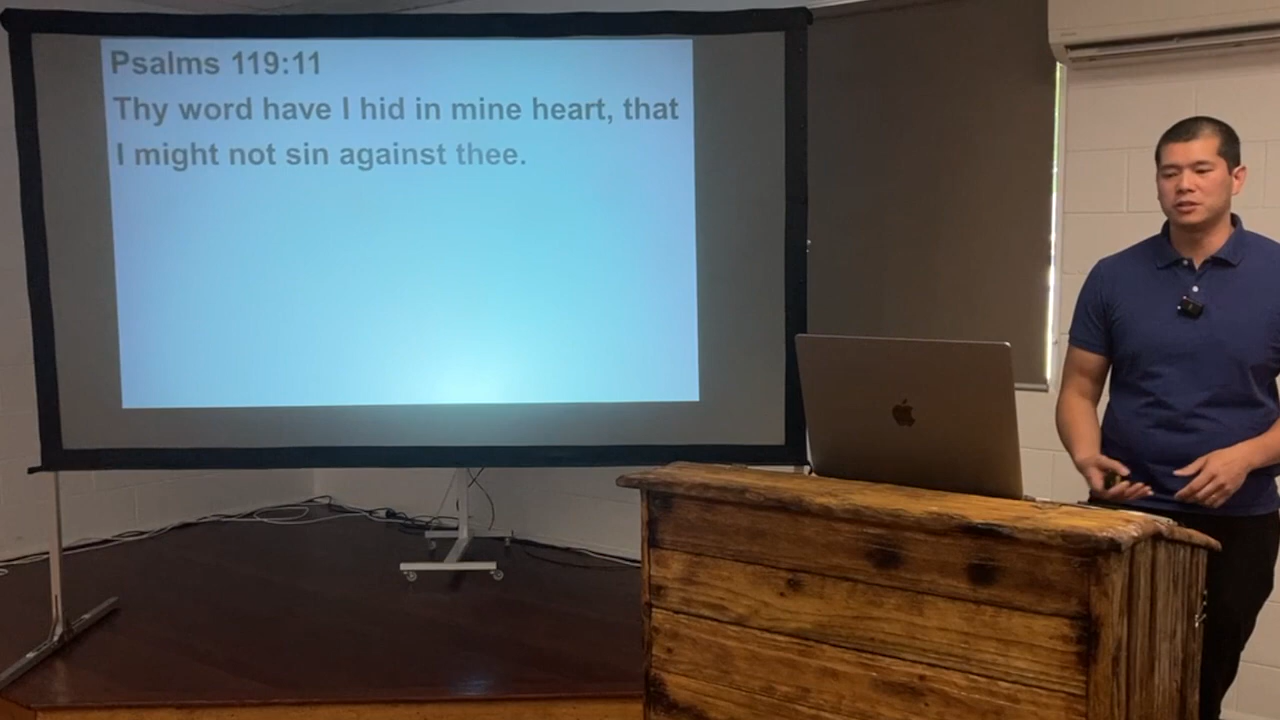 Psalms 119:11
Thy word have I hid in mine heart, that
I might not sin against thee.